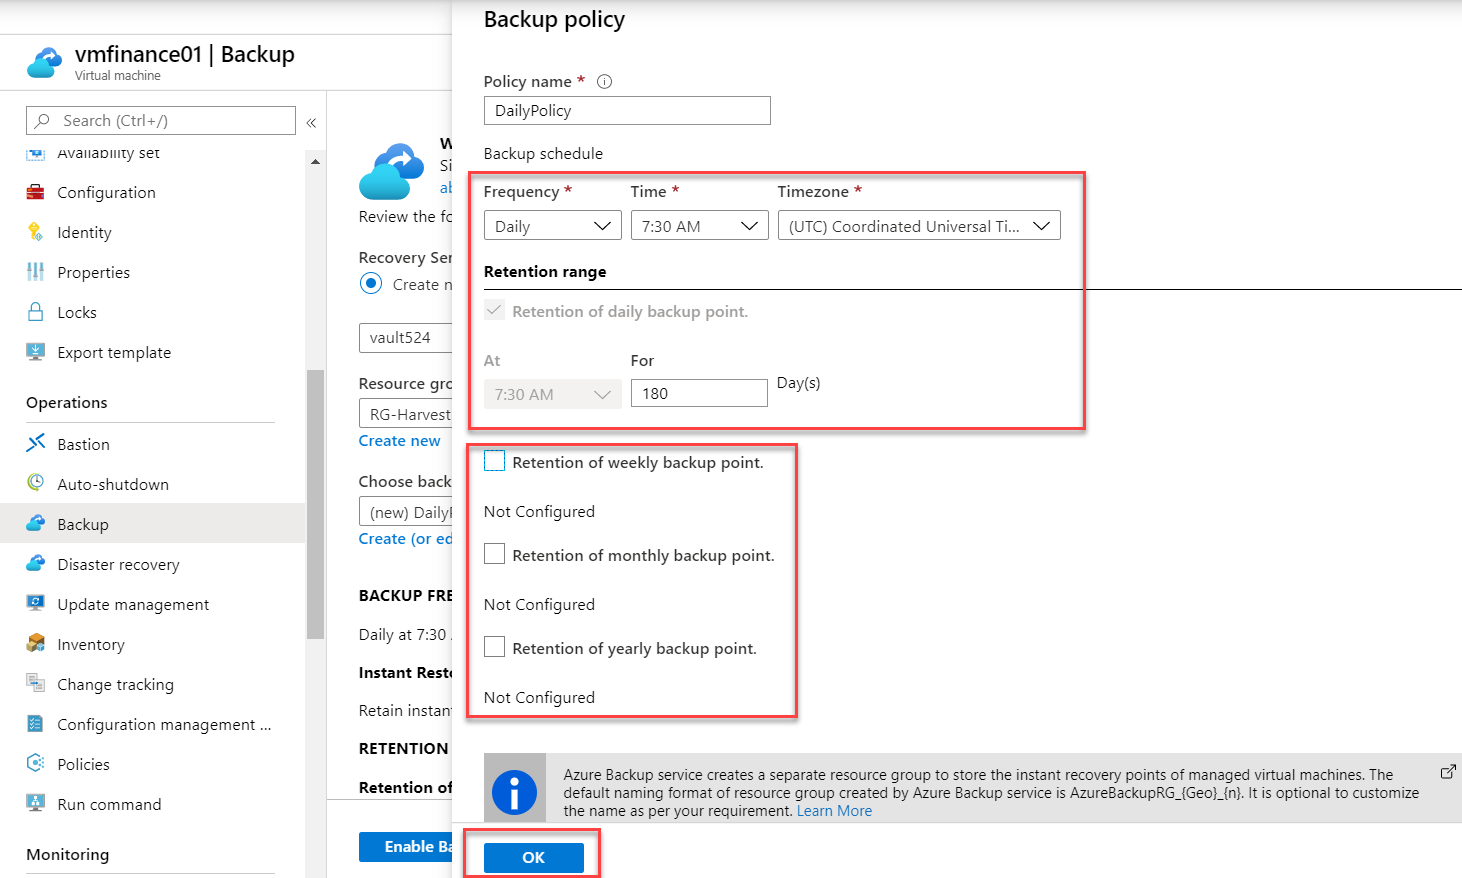 vmfinance01 | Backup
Virtual machine
Search (Ctrl+/)
«
Availability set
Configuration
Identity
Properties
Locks
Export template
Operations
Bastion
Auto-shutdown
Backup
Disaster recovery
Update management
Inventory
Change tracking
Configuration management ...
Policies
Run command
Monitoring
W
Si
ab
Review the fo
Recovery Ser
Create n
vault524
Resource gro
RG-Harvest
Create new
Choose back
(new) Daily
Create (or ed
BACKUP FRE
Daily at 7:30
Instant Resto
Retain instan
RETENTION
Retention of
Enable Ba
Backup policy
Policy name *
DailyPolicy
Backup schedule
Frequency * Time * Timezone *
Daily 7:30 AM (UTC) Coordinated Universal Ti...
Retention range
Retention of daily backup point.
At For
7:30 AM 180 Day(s)
Retention of weekly backup point.
Not Configured
Retention of monthly backup point.
Not Configured
Retention of yearly backup point.
Not Configured
Azure Backup service creates a separate resource group to store the instant recovery points of managed virtual machines. The
default naming format of resource group created by Azure Backup service is AzureBackupRG_{Geo}_{n}. It is optional to customize
the name as per your requirement. Learn More
OK